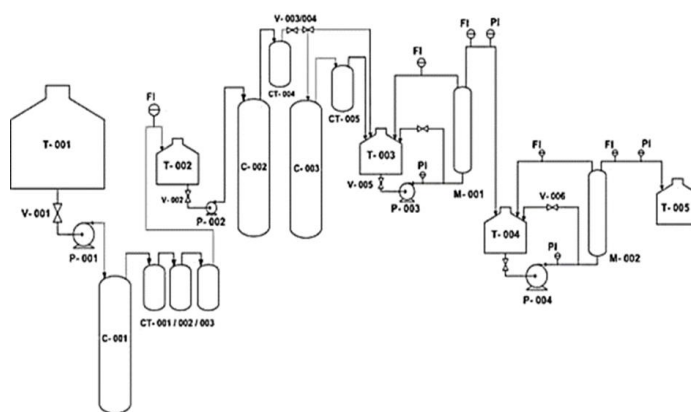 V-003/004
FI
PI
CT-004
FI
FI
CT-005
T-001
T-002
C-002
C-003
T-003
PI
FI
FI
PI
V-005
M-001
V-002
P-002
P-003
V-006
T-005
V-001
T-004
P-001
PI
M-002
C-001
CT-001 / 002 / 003
P-004